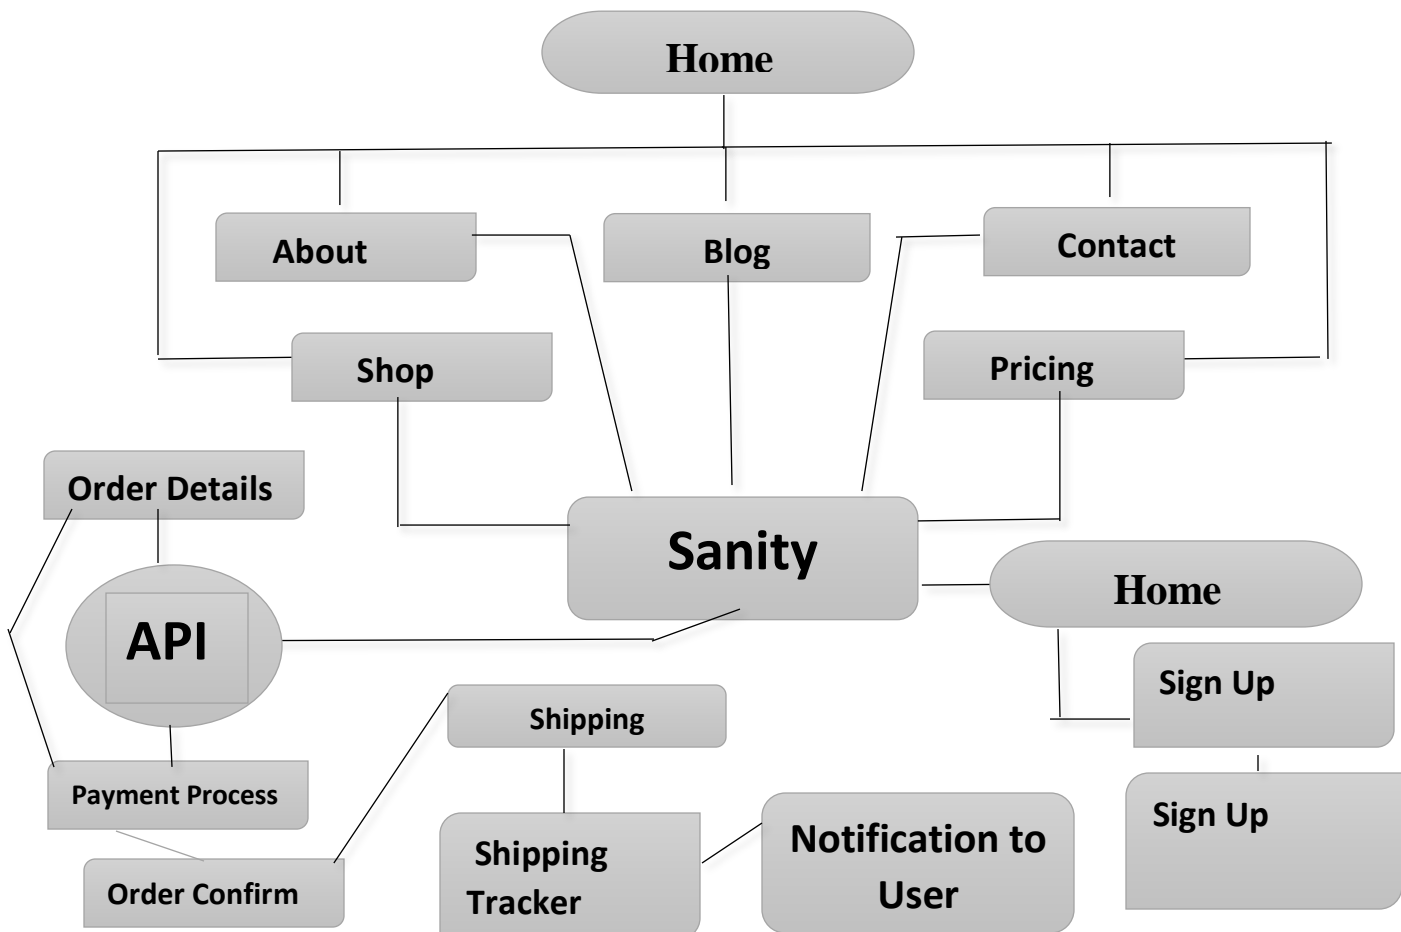 Home
About
Blog
Contact
Shop
Pricing
Order Details
Sanity
API
Home
Sign Up
Shipping
Payment Process
Sign Up
Shipping
Tracker
Notification to
User
Order Confirm